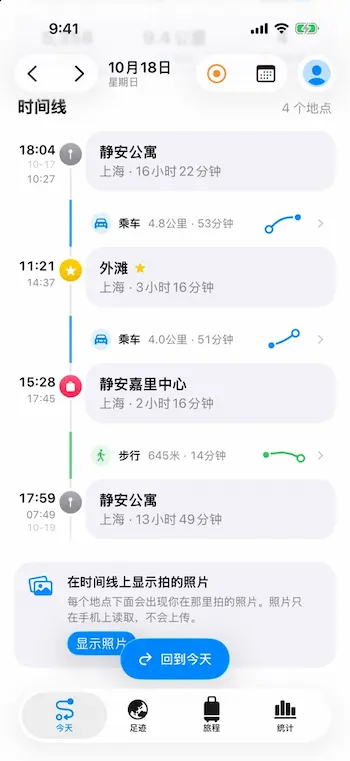 9:41
10月18日
星期日
时间线
4 个地点
18:04
10-17
10:27
静安公寓
上海 · 16小时22分钟
乘车 4.8公里 · 53分钟
11:21
14:37
外滩
上海 · 3小时16分钟
乘车 4.0公里 · 51分钟
15:28
17:45
静安嘉里中心
上海 · 2小时16分钟
步行 645米 · 14分钟
17:59
07:49
10-19
静安公寓
上海 · 13小时49分钟
在时间线上显示拍的照片
每个地点下面会出现你在那里拍的照片。照片只
在手机上读取，不会上传。
显示照片
回到今天
今天
足迹
旅程
统计